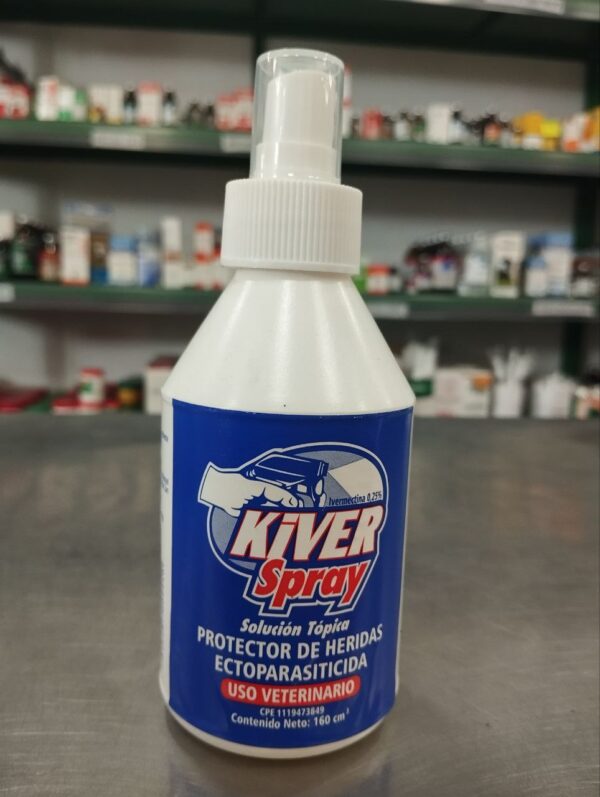 Ivermectina 0.25%
KiVER
Spray
Solución Tópica
PROTECTOR DE HERIDAS
ECTOPARASITICIDA
USO VETERINARIO
CPE 1119473849
Contenido Neto: 160 cm³